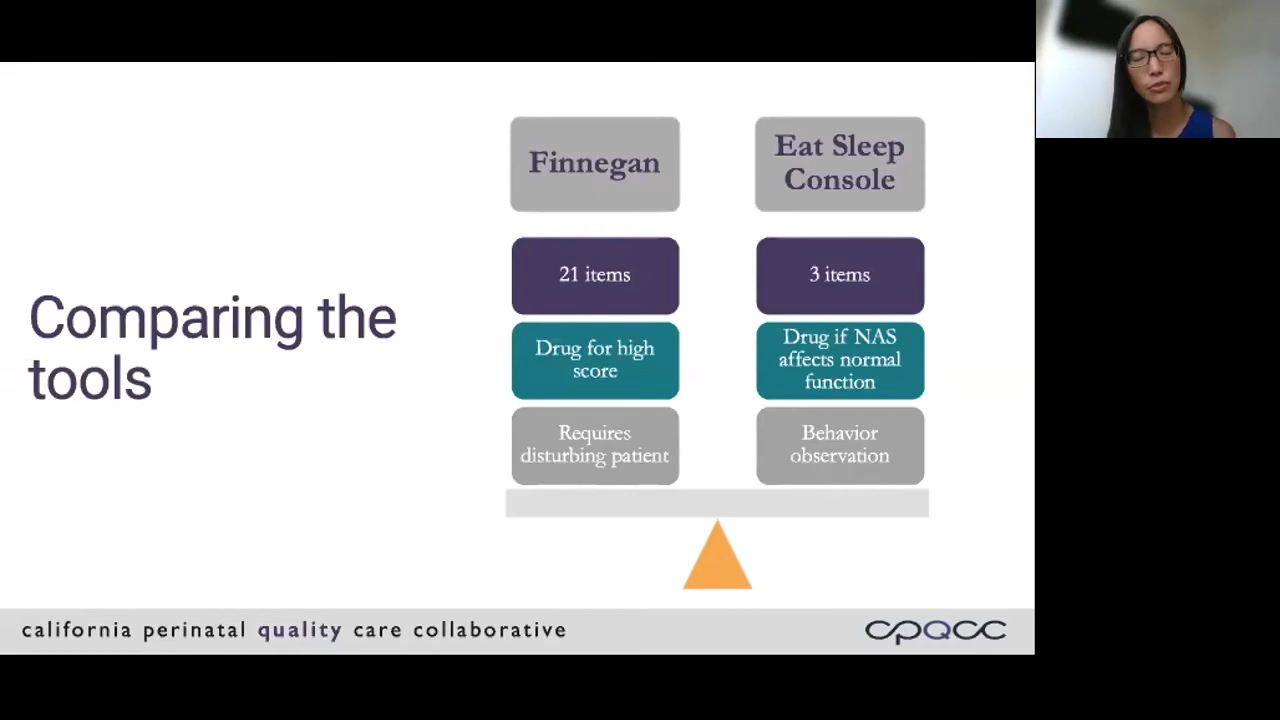 Comparing the
tools
Finnegan
21 items
Drug for high
score
Requires
disturbing patient
Eat Sleep
Console
3 items
Drug if NAS
affects normal
function
Behavior
observation
california perinatal quality care collaborative
cpqcc